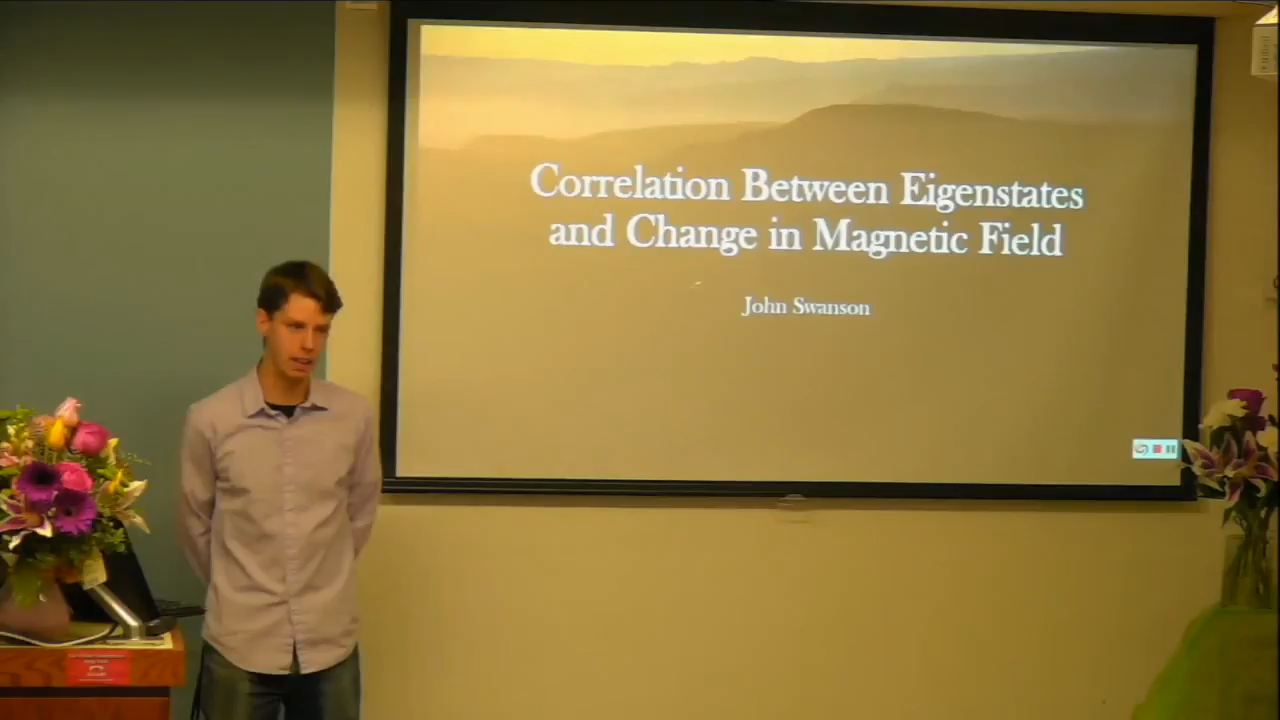 Correlation Between Eigenstates
and Change in Magnetic Field
John Swanson